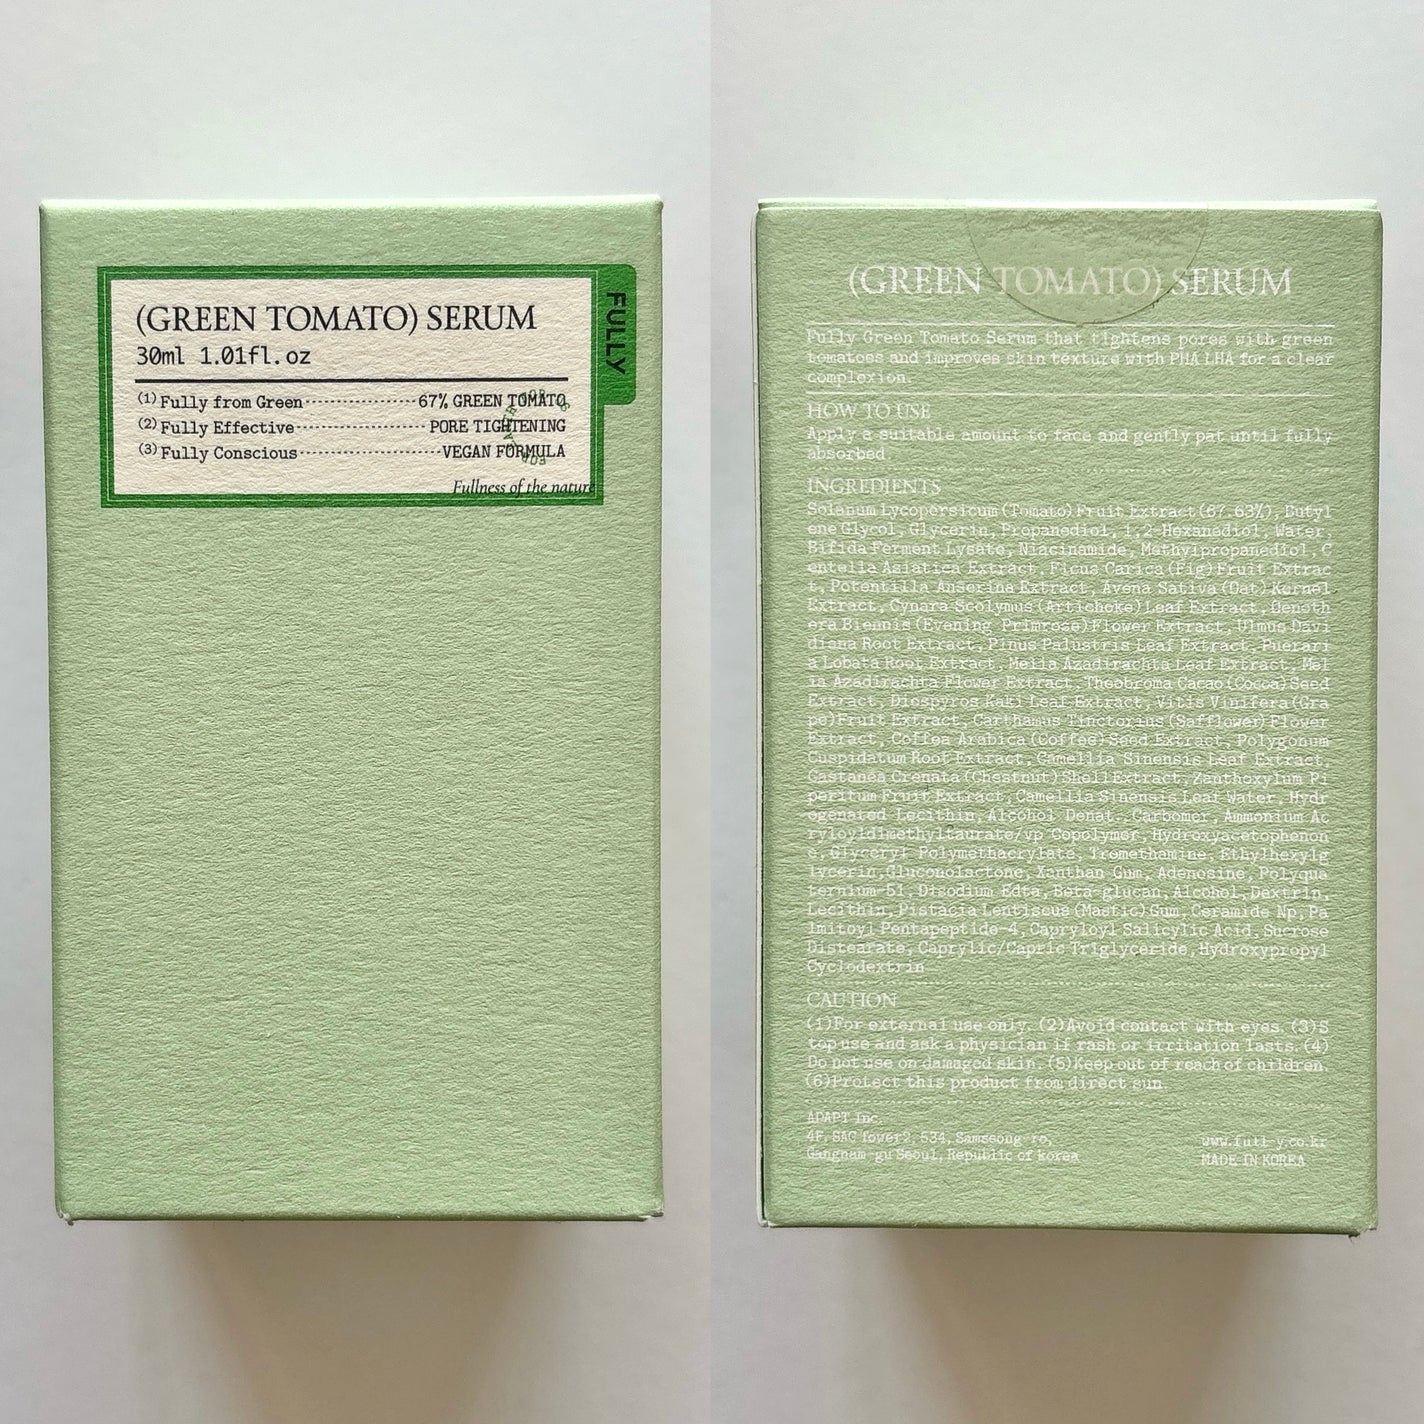 (GREEN TOMATO) SERUM
30ml 1.01fl.oz
(1) Fully from Green 67% GREEN TOMATO
(2) Fully Effective PORE TIGHTENING
(3) Fully Conscious VEGAN FORMULA
Fullness of the nature
FULLY
(GREEN TOMATO) SERUM
Fully Green Tomato Serum that tightens pores with green
tomatoes and improves skin texture with PHA LHA for a clear
complexion.
HOW TO USE
Apply a suitable amount to face and gently pat until fully
absorbed
INGREDIENTS
Solanum Lycopersicum (Tomato) Fruit Extract (67.63%), Butyl
ene Glycol, Glycerin, Propanediol, 1,2-Hexanediol, Water,
Bifida Ferment Lysate, Niacinamide, Methylpropanediol, C
entella Asiatica Extract, Ficus Carica (Fig) Fruit Extrac
t, Potentilla Anserina Extract, Avena Sativa (Oat) Kernel
Extract, Cynara Scolymus (Artichoke) Leaf Extract, Oenoth
era Biennis (Evening Primrose) Flower Extract, Ulmus Davi
diana Root Extract, Pinus Palustris Leaf Extract, Puerari
a Lobata Root Extract, Melia Azadirachta Leaf Extract, Mel
ia Azadirachta Flower Extract, Theobroma Cacao (Cocoa) Seed
Extract, Diospyros Kaki Leaf Extract, Vitis Vinifera (Gra
pe) Fruit Extract, Carthamus Tinctorius (Safflower) Flower
Extract, Coffea Arabica (Coffee) Seed Extract, Polygonum
Cuspidatum Root Extract, Camellia Sinensis Leaf Extract,
Castanea Crenata (Chestnut) Shell Extract, Zanthoxylum Pi
peritum Fruit Extract, Camellia Sinensis Leaf Water, Hydr
ogenated Lecithin, Alcohol Denat., Carbomer, Ammonium Ac
ryloyldimethyltaurate/vp Copolymer, Hydroxyacetophenon
e, Glyceryl Polymethacrylate, Tromethamine, Ethylhexylg
lycerin, Gluconolactone, Xanthan Gum, Adenosine, Polyqua
ternium-51, Disodium Edta, Beta-glucan, Alcohol, Dextrin,
Lecithin, Pistacia Lentiscus (Mastic) Gum, Ceramide Np, Pa
lmitoyl Pentapeptide-4, Capryloyl Salicylic Acid, Sucrose
Distearate, Caprylic/Capric Triglyceride, Hydroxypropyl
Cyclodextrin
CAUTION
(1)For external use only. (2)Avoid contact with eyes. (3)S
top use and ask a physician if rash or irritation lasts. (4)
Do not use on damaged skin. (5)Keep out of reach of children.
(6)Protect this product from direct sun.
ADAPT Inc.
4F, SAC Tower2, 534, Samseong-ro,
Gangnam-gu Seoul, Republic of korea
www.full-y.co.kr
MADE IN KOREA